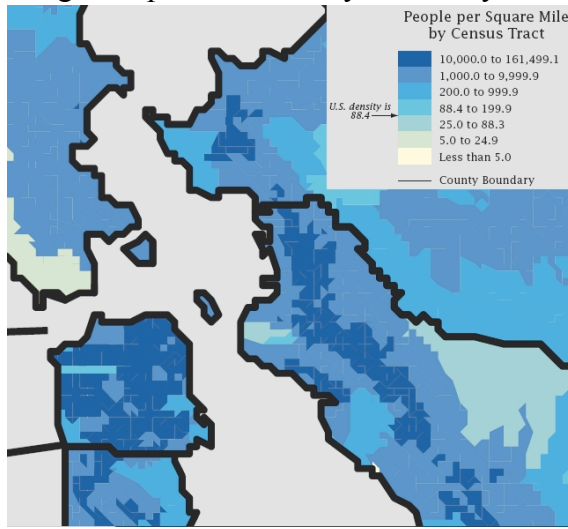 People per Square Mile
by Census Tract
10,000.0 to 161,499.1
1,000.0 to 9,999.9
200.0 to 999.9
U.S. density is
88.4
88.4 to 199.9
25.0 to 88.3
5.0 to 24.9
Less than 5.0
County Boundary